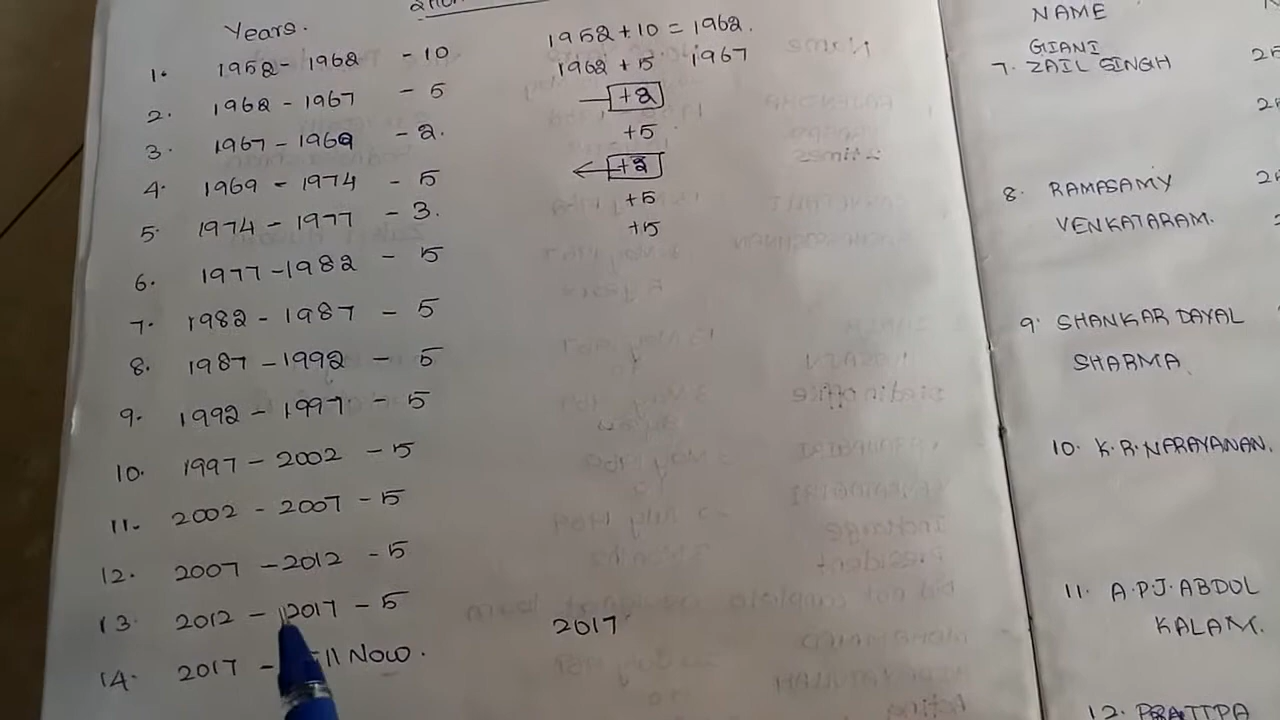 Years.
1. 1952 - 1962 - 10
2. 1962 - 1967 - 5
3. 1967 - 1969 - 2.
4. 1969 - 1974 - 5
5. 1974 - 1977 - 3.
6. 1977 - 1982 - 5
7. 1982 - 1987 - 5
8. 1987 - 1992 - 5
9. 1992 - 1997 - 5
10. 1997 - 2002 - 5
11. 2002 - 2007 - 5
12. 2007 - 2012 - 5
13. 2012 - 2017 - 5
14. 2017 - Till Now.
1952 + 10 = 1962.
1962 + 5 1967
+2
+5
+2
+5
+5
2017
NAME
7. GIANI
ZAIL SINGH
8. RAMASAMY
VENKATARAM.
9. SHANKAR DAYAL
SHARMA
10. K.R. NARAYANAN.
11. A.P.J. ABDOL
KALAM.
12. PRATIPA